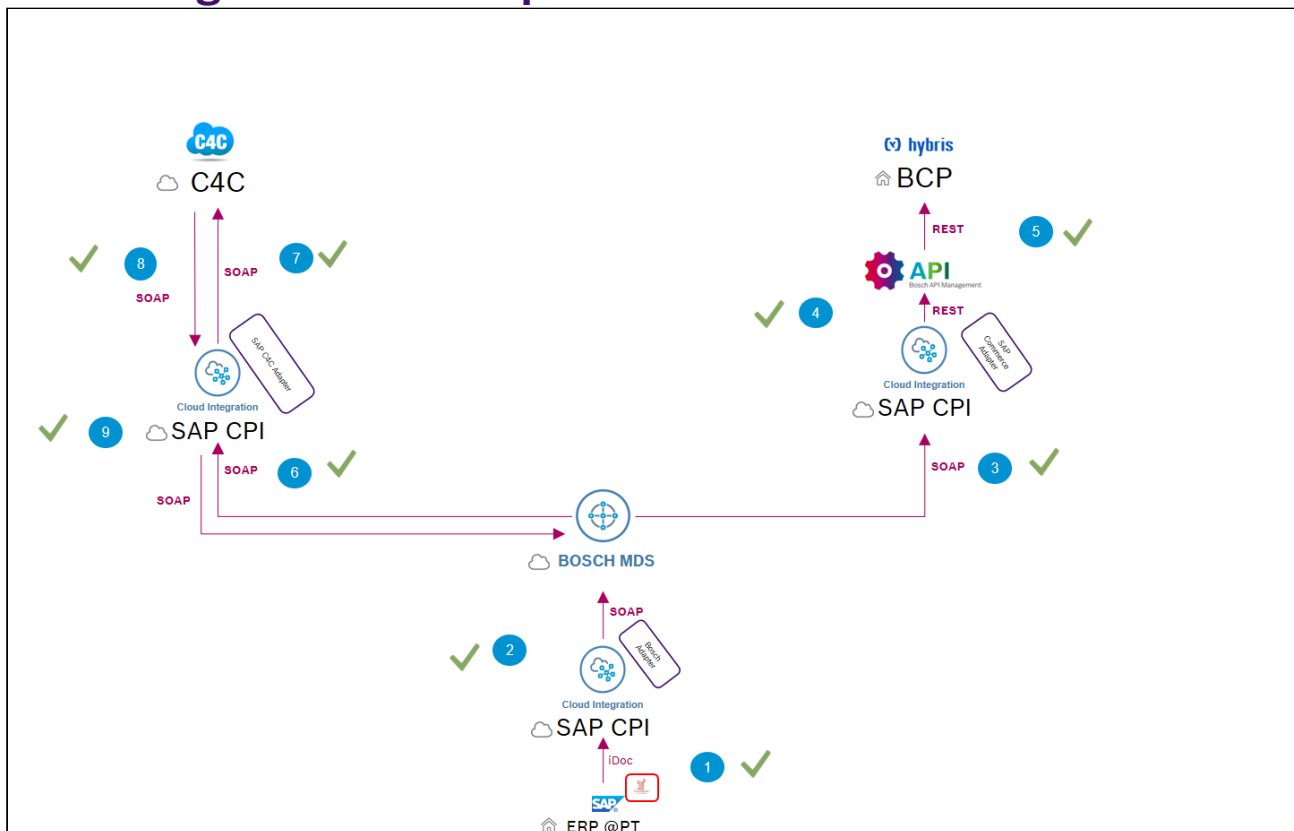 C4C
C4C
8
7
SOAP
SOAP
SAP C4C Adapter
Cloud Integration
SAP CPI
9
6
SOAP
SOAP
hybris
BCP
REST
5
API
Bosch API Management
4
REST
SAP
Commerce
Adapter
Cloud Integration
SAP CPI
SOAP
3
BOSCH MDS
SOAP
2
Bosch
Adapter
Cloud Integration
SAP CPI
iDoc
1
SAP
ERP @PT